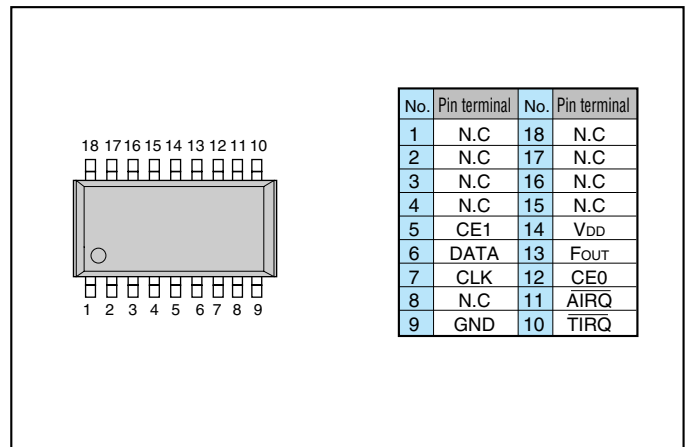 18 17 16 15 14 13 12 11 10
1 2 3 4 5 6 7 8 9
No. Pin terminal No. Pin terminal
1 N.C 18 N.C
2 N.C 17 N.C
3 N.C 16 N.C
4 N.C 15 N.C
5 CE1 14 VDD
6 DATA 13 FOUT
7 CLK 12 CE0
8 N.C 11 A̅I̅R̅Q̅
9 GND 10 T̅I̅R̅Q̅